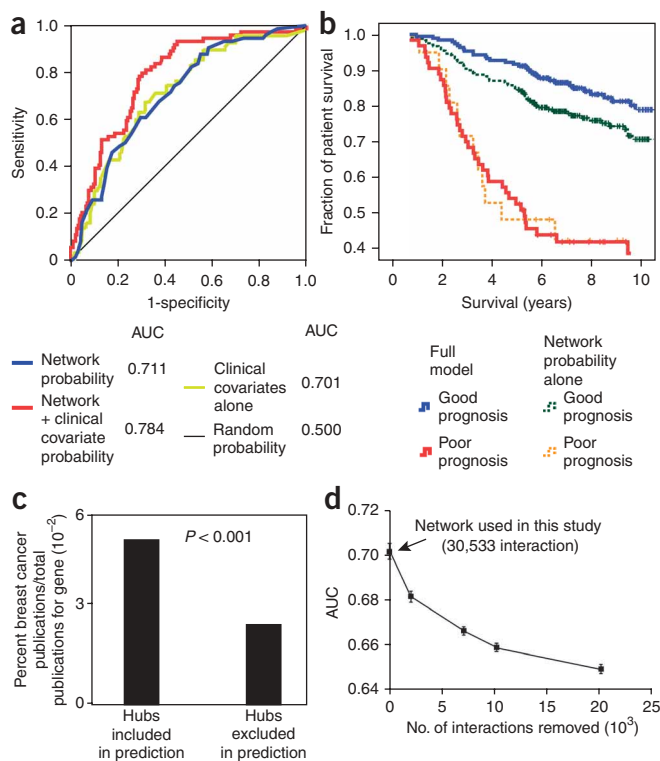 a
Sensitivity
1.0
0.8
0.6
0.4
0.2
0
0
0.2
0.4
0.6
0.8
1.0
1-specificity
AUC
Network
probability
0.711
Network
+ clinical
covariate
probability
0.784
AUC
Clinical
covariates
alone
0.701
Random
probability
0.500
b
Fraction of patient survival
1.0
0.9
0.8
0.7
0.6
0.5
0.4
0
2
4
6
8
10
Survival (years)
Full
model
Good
prognosis
Poor
prognosis
Network
probability
alone
Good
prognosis
Poor
prognosis
c
Percent breast cancer
publications/total
publications for gene (10⁻²)
6
3
0
P < 0.001
Hubs
included
in prediction
Hubs
excluded
in prediction
d
AUC
0.72
0.70
0.68
0.66
0.64
Network used in this study
(30,533 interaction)
0
5
10
15
20
25
No. of interactions removed (10³)